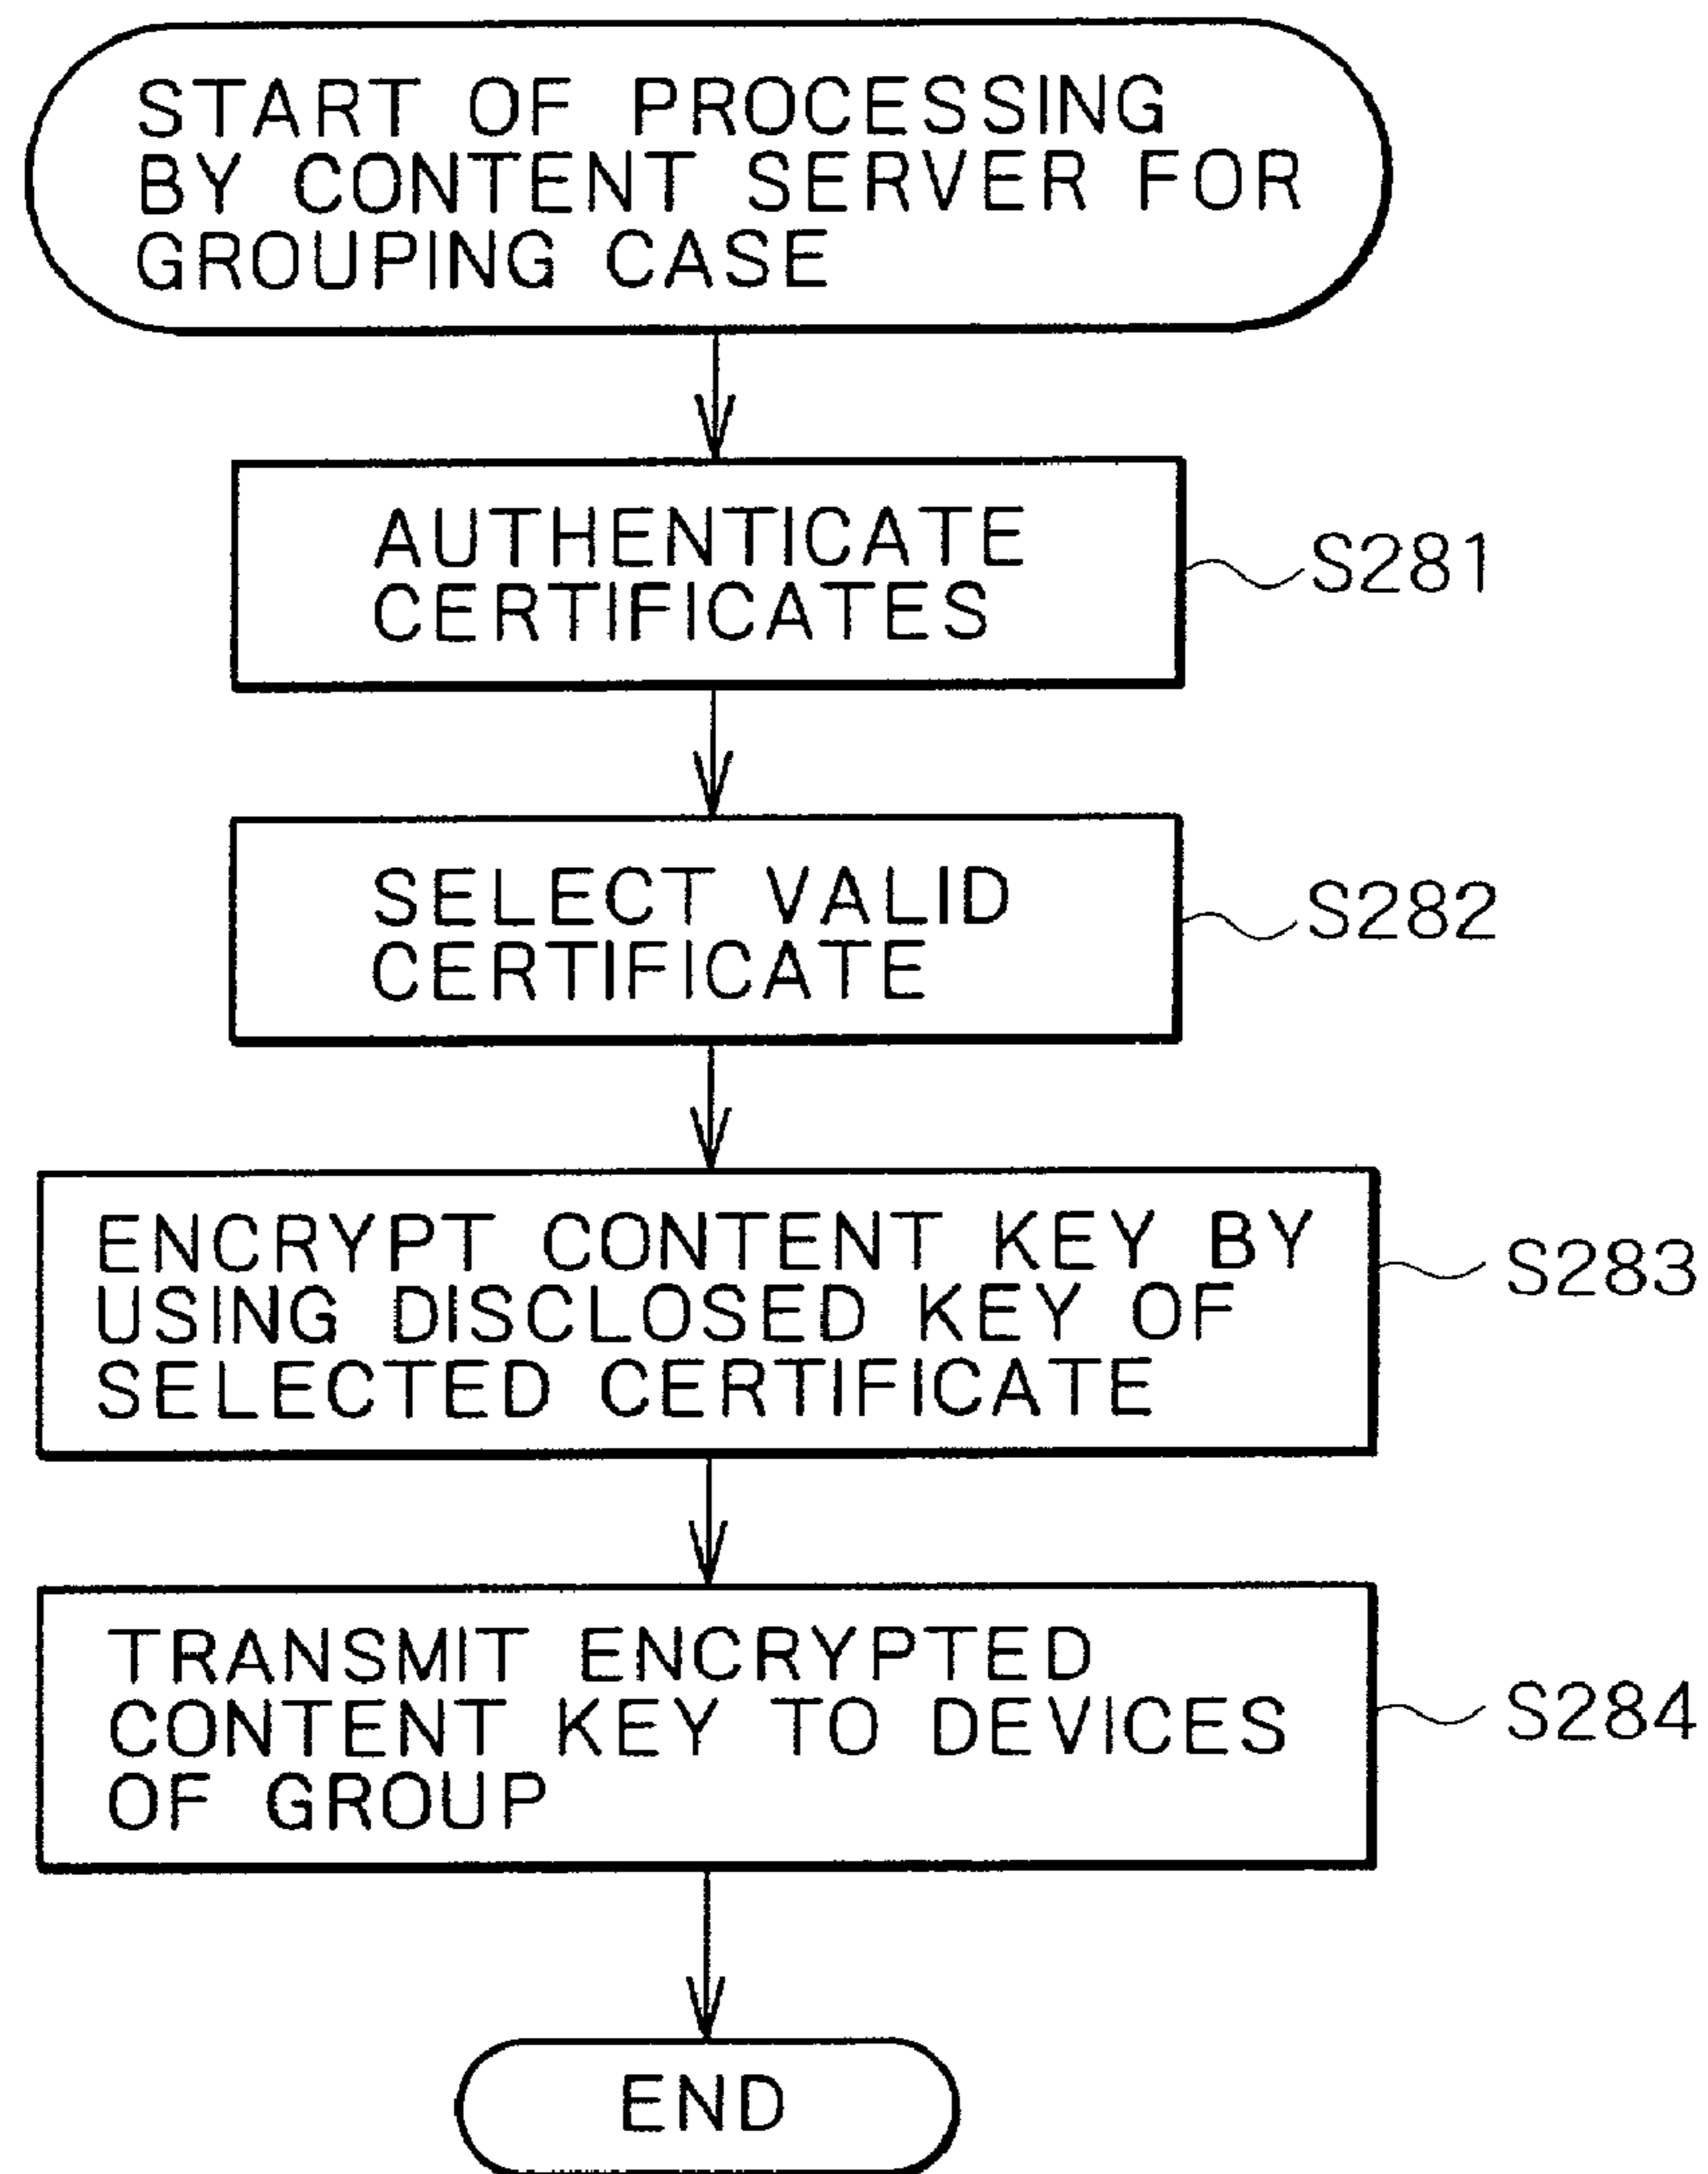 START OF PROCESSING
BY CONTENT SERVER FOR
GROUPING CASE
AUTHENTICATE
CERTIFICATES
S281
SELECT VALID
CERTIFICATE
S282
ENCRYPT CONTENT KEY BY
USING DISCLOSED KEY OF
SELECTED CERTIFICATE
S283
TRANSMIT ENCRYPTED
CONTENT KEY TO DEVICES
OF GROUP
S284
END